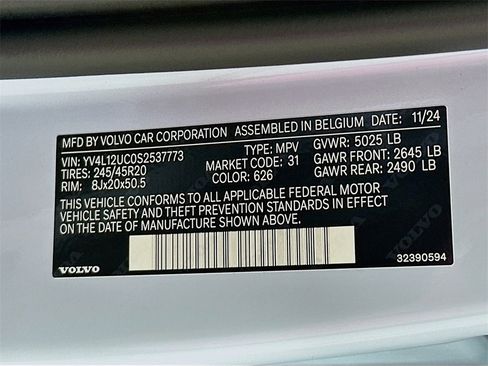 MFD BY VOLVO CAR CORPORATION ASSEMBLED IN BELGIUM DATE: 11/24
VIN: YV4L12UC0S2537773 TYPE: MPV GVWR: 5025 LB
TIRES: 245/45R20 MARKET CODE: 31 GAWR FRONT: 2645 LB
RIM: 8Jx20x50.5 COLOR: 626 GAWR REAR: 2490 LB
THIS VEHICLE CONFORMS TO ALL APPLICABLE FEDERAL MOTOR
VEHICLE SAFETY AND THEFT PREVENTION STANDARDS IN EFFECT
ON THE DATE OF MANUFACTURE SHOWN ABOVE.
VOLVO 32390594